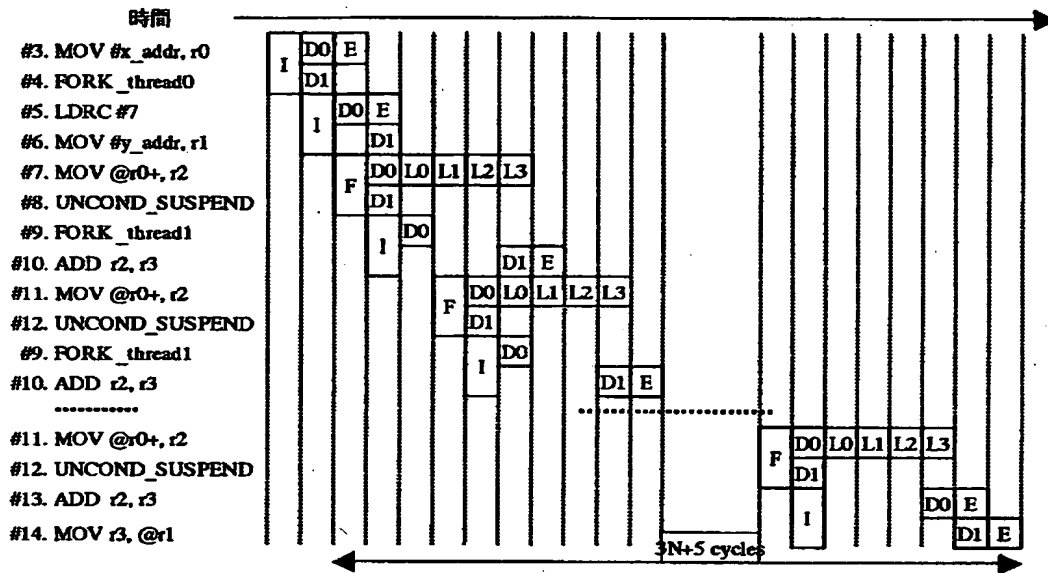 時間
#3. MOV #x_addr, r0 I D0 E
#4. FORK _thread0 D1
#5. LDRC #7 I D0 E
#6. MOV #y_addr, r1 D1
#7. MOV @r0+, r2 F D0 L0 L1 L2 L3
#8. UNCOND_SUSPEND D1
#9. FORK _thread1 I D0
#10. ADD r2, r3 D1 E
#11. MOV @r0+, r2 F D0 L0 L1 L2 L3
#12. UNCOND_SUSPEND D1
#9. FORK _thread1 I D0
#10. ADD r2, r3 D1 E
#11. MOV @r0+, r2 F D0 L0 L1 L2 L3
#12. UNCOND_SUSPEND D1
#13. ADD r2, r3 I D0 E
#14. MOV r3, @r1 D1 E
3N+5 cycles